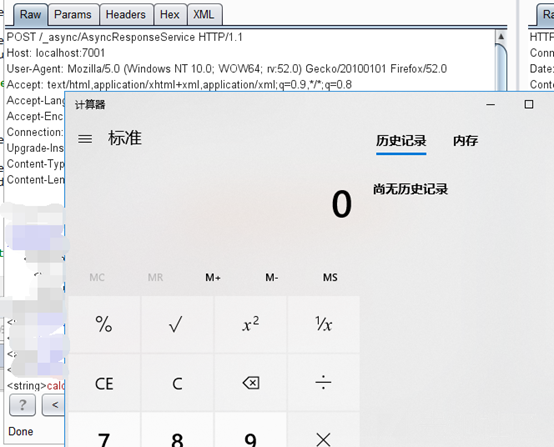 Raw Params Headers Hex XML
POST /_async/AsyncResponseService HTTP/1.1
Host: localhost:7001
User-Agent: Mozilla/5.0 (Windows NT 10.0; WOW64; rv:52.0) Gecko/20100101 Firefox/52.0
Accept: text/html,application/xhtml+xml,application/xml;q=0.9,*/*;q=0.8
Accept-Lang
Accept-Enc
Connection:
Upgrade-Ins
Content-Typ
Content-Len
<string>calc
?
<
Done
计算器
标准
历史记录 内存
尚无历史记录
0
MC MR M+ M- MS
% √ x² ¹/x
CE C ÷
7 8 9 ×
Ra
HTTP
Conn
Date:
Cont